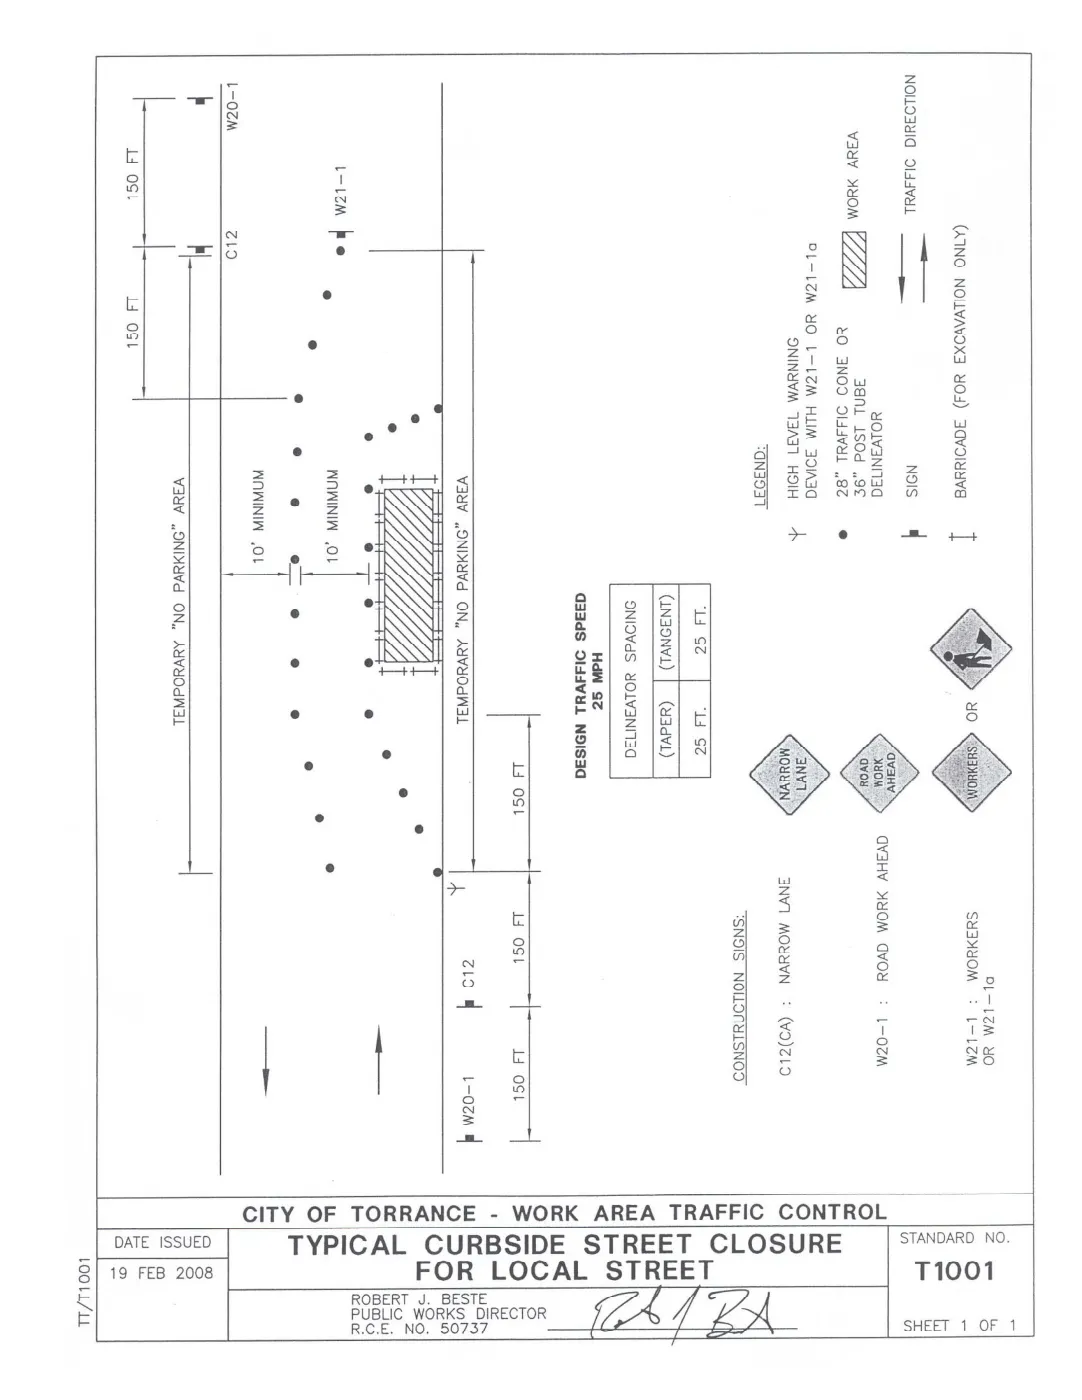 150 FT
W20-1
150 FT
C12
W21-1
TEMPORARY "NO PARKING" AREA
10' MINIMUM
10' MINIMUM
TEMPORARY "NO PARKING" AREA
150 FT
150 FT
C12
150 FT
W20-1
DESIGN TRAFFIC SPEED
25 MPH
DELINEATOR SPACING
(TAPER) (TANGENT)
25 FT. 25 FT.
LEGEND:
HIGH LEVEL WARNING
DEVICE WITH W21-1 OR W21-1a
28" TRAFFIC CONE OR
36" POST TUBE
DELINEATOR
SIGN
BARRICADE (FOR EXCAVATION ONLY)
WORK AREA
TRAFFIC DIRECTION
CONSTRUCTION SIGNS:
C12(CA) : NARROW LANE
NARROW
LANE
W20-1 : ROAD WORK AHEAD
ROAD
WORK
AHEAD
W21-1 : WORKERS
OR W21-1a
WORKERS
OR
CITY OF TORRANCE - WORK AREA TRAFFIC CONTROL
DATE ISSUED
19 FEB 2008
TYPICAL CURBSIDE STREET CLOSURE
FOR LOCAL STREET
ROBERT J. BESTE
PUBLIC WORKS DIRECTOR
R.C.E. NO. 50737
STANDARD NO.
T1001
SHEET 1 OF 1
TT/T1001